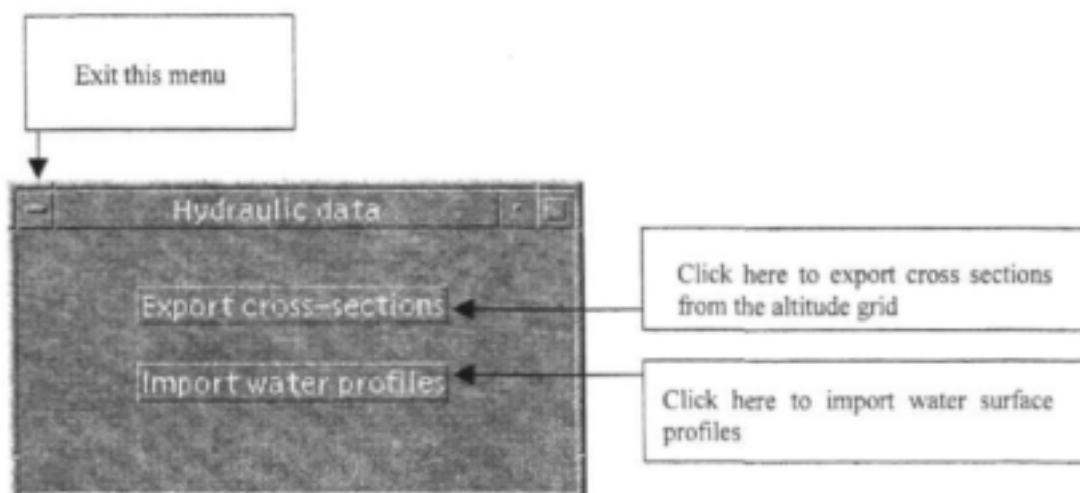 Exit this menu
Hydraulic data
Export cross-sections
Click here to export cross sections
from the altitude grid
Import water profiles
Click here to import water surface
profiles